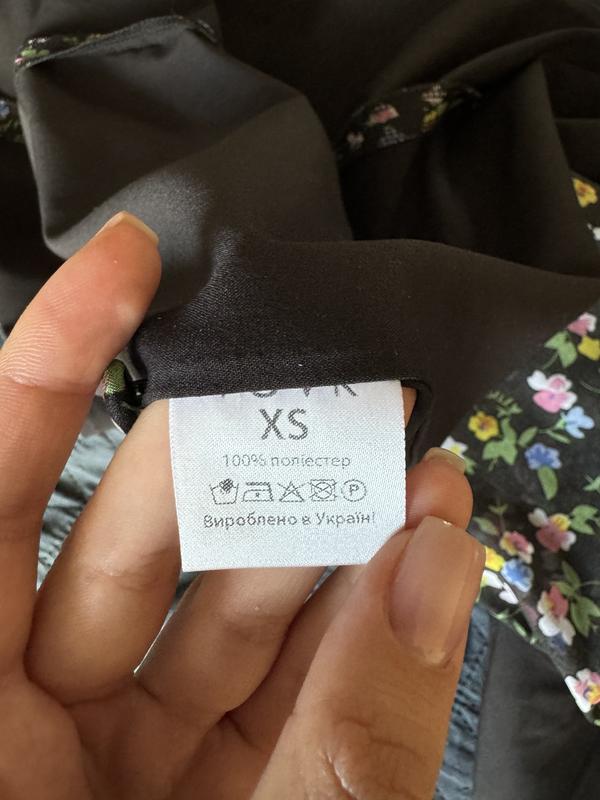 XS
100% поліестер
P
Вироблено в Україні